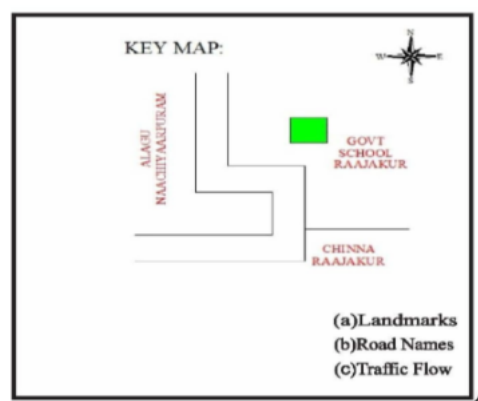 KEY MAP:
N
W E
S
ALAGU
NAACHIYAARPURAM
GOVT
SCHOOL
RAAJAKUR
CHINNA
RAAJAKUR
(a)Landmarks
(b)Road Names
(c)Traffic Flow